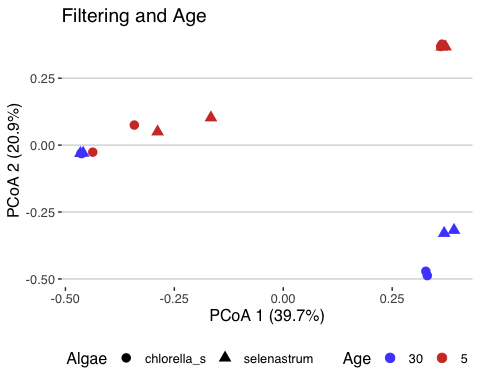 Filtering and Age
0.25
0.00
-0.25
-0.50
PCoA 2 (20.9%)
-0.50 -0.25 0.00 0.25
PCoA 1 (39.7%)
Algae chlorella_s selenastrum Age 30 5